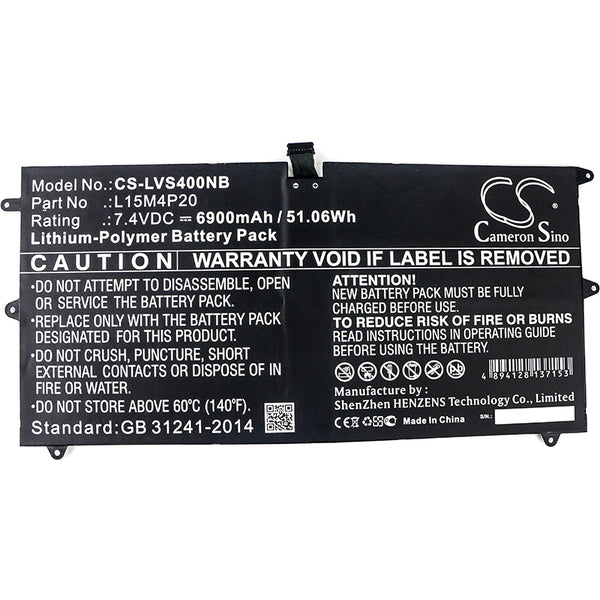 Model No.:CS-LVS400NB
Part No :L15M4P20
Rating :7.4VDC 6900mAh / 51.06Wh
Lithium-Polymer Battery Pack
CS
Cameron Sino
CAUTION WARRANTY VOID IF LABEL IS REMOVED
•DO NOT ATTEMPT TO DISASSEMBLE, OPEN
OR SERVICE THE BATTERY PACK.
•REPLACE ONLY WITH THE BATTERY PACK
DESIGNATED FOR THIS PRODUCT.
•DO NOT CRUSH, PUNCTURE, SHORT
EXTERNAL CONTACTS OR DISPOSE OF
IN FIRE OR WATER.
•DO NOT STORE ABOVE 60°C (140°F).
Standard:GB 31241-2014
ATTENTION!
NEW BATTERY PACK MUST BE FULLY
CHARGED BEFORE INITIAL USE.
TO REDUCE RISK OF FIRE OR BURNS
READ INSTRUCTIONS & OPERATING GUIDE
BEFORE USING BATTERY.
4 894128 137153
Manufacture by :
ShenZhen HENZENS Technology Co., Limited
Made In China
S/N.: